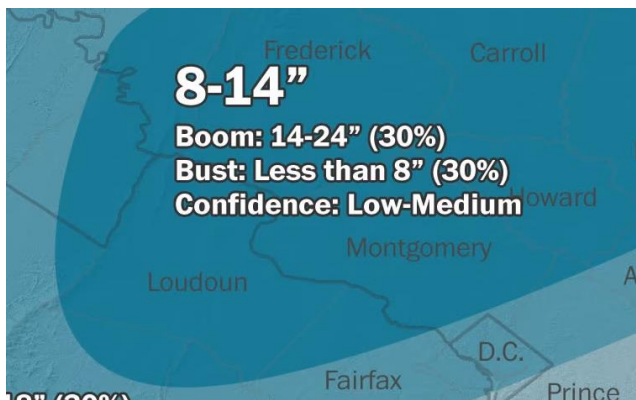 Frederick
Carroll
8-14”
Boom: 14-24” (30%)
Bust: Less than 8” (30%)
Confidence: Low-Medium
Howard
Montgomery
Loudoun
A
D.C.
Fairfax
Prince